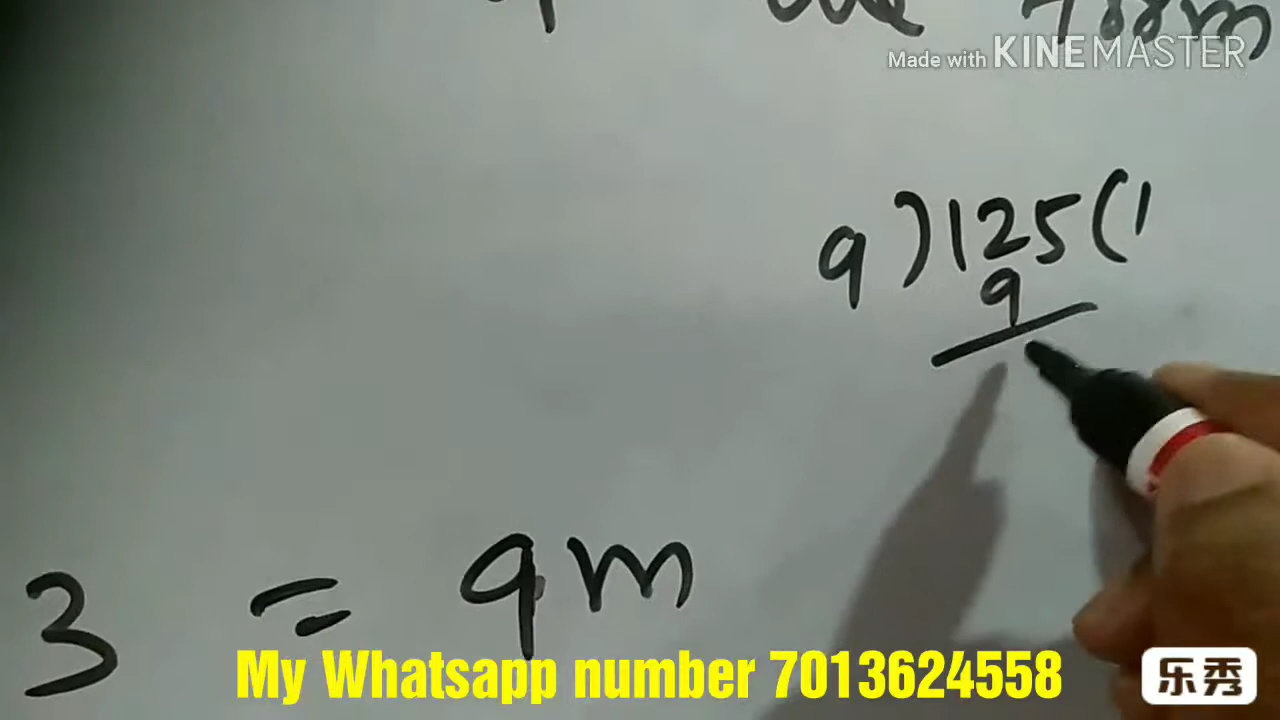 Made with KINEMASTER
9)125(1
9
3 = 9m
My Whatsapp number 7013624558
乐秀